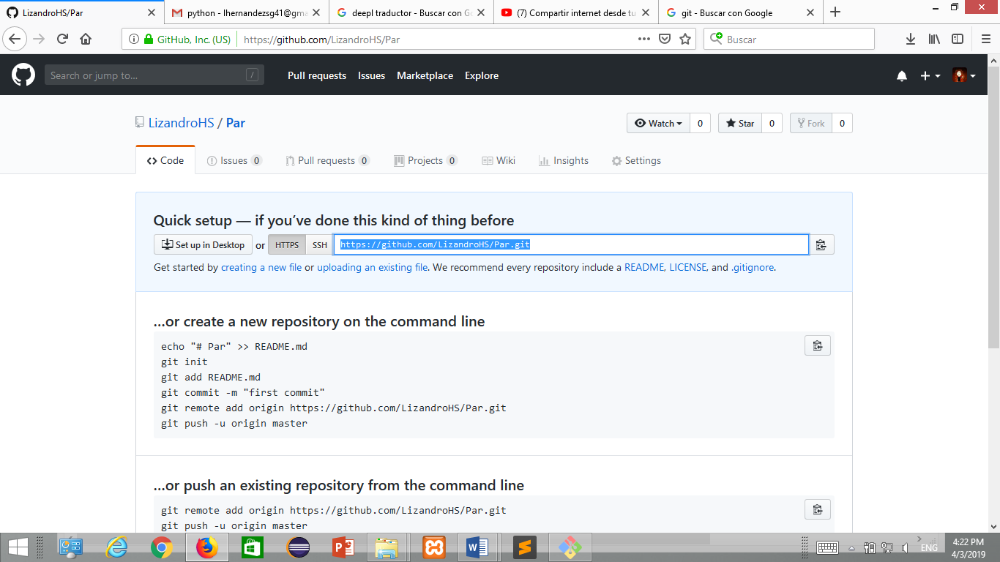 LizandroHS/Par
python - lhernandezsg41@gma
deepl traductor - Buscar con G
(7) Compartir internet desde tu
git - Buscar con Google
GitHub, Inc. (US)
https://github.com/LizandroHS/Par
Buscar
Search or jump to...
/
Pull requests
Issues
Marketplace
Explore
LizandroHS / Par
Watch
0
Star
0
Fork
0
Code
Issues 0
Pull requests 0
Projects 0
Wiki
Insights
Settings
Quick setup — if you’ve done this kind of thing before
Set up in Desktop
or
HTTPS
SSH
https://github.com/LizandroHS/Par.git
Get started by creating a new file or uploading an existing file. We recommend every repository include a README, LICENSE, and .gitignore.
…or create a new repository on the command line
echo "# Par" >> README.md
git init
git add README.md
git commit -m "first commit"
git remote add origin https://github.com/LizandroHS/Par.git
git push -u origin master
…or push an existing repository from the command line
git remote add origin https://github.com/LizandroHS/Par.git
git push -u origin master
ENG
4:22 PM
4/3/2019